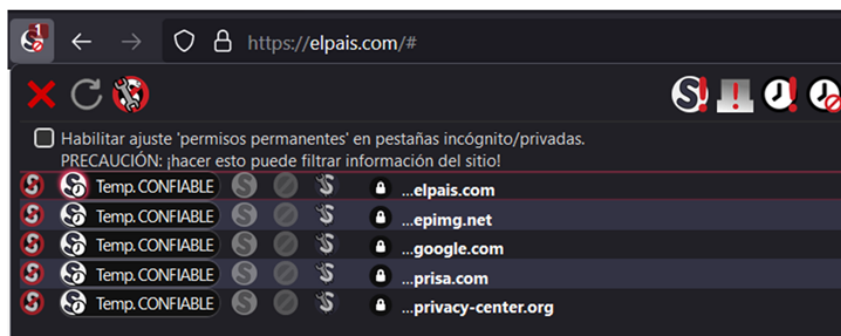 1
https://elpais.com/#
Habilitar ajuste 'permisos permanentes' en pestañas incógnito/privadas.
PRECAUCIÓN: ¡hacer esto puede filtrar información del sitio!
Temp. CONFIABLE ...elpais.com
Temp. CONFIABLE ...epimg.net
Temp. CONFIABLE ...google.com
Temp. CONFIABLE ...prisa.com
Temp. CONFIABLE ...privacy-center.org